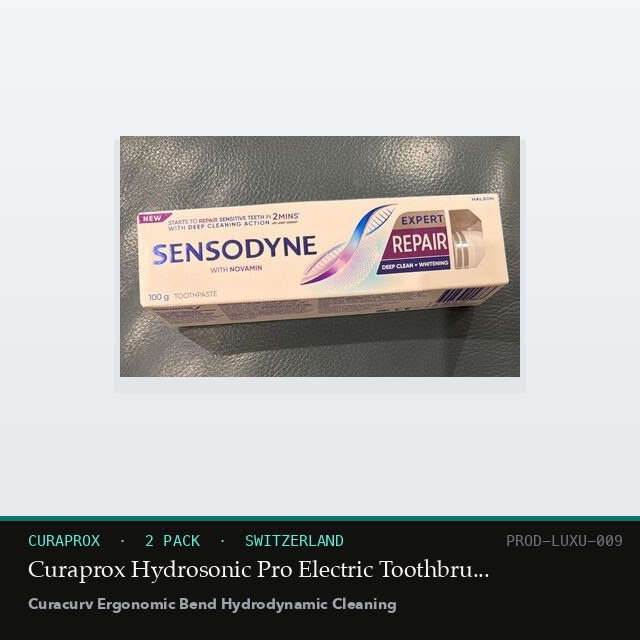 NEW
STARTS TO REPAIR SENSITIVE TEETH IN 2MINS
WITH DEEP CLEANING ACTION
HALEON
SENSODYNE
WITH NOVAMIN
EXPERT
REPAIR
DEEP CLEAN + WHITENING
100 g TOOTHPASTE
CURAPROX · 2 PACK · SWITZERLAND
PROD–LUXU–009
Curaprox Hydrosonic Pro Electric Toothbru...
Curacurv Ergonomic Bend Hydrodynamic Cleaning